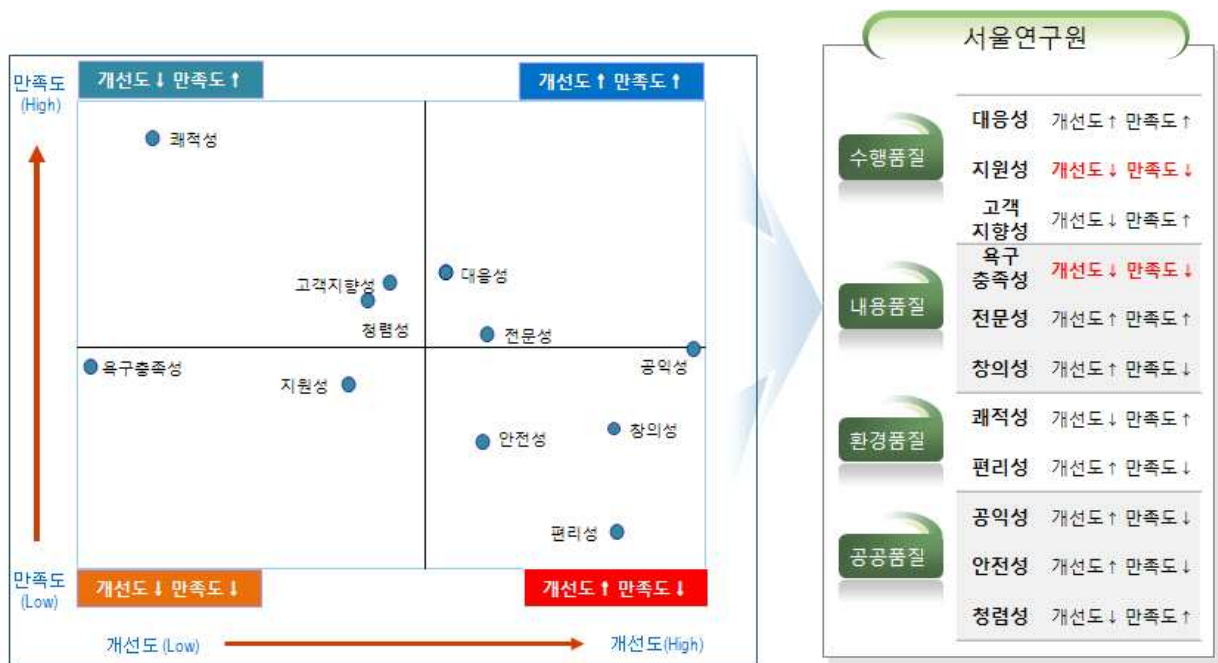 서울연구원
만족도
(High)
개선도↓ 만족도↑
개선도↑ 만족도↑
쾌적성
고객지향성
대응성
청렴성
전문성
공익성
욕구충족성
지원성
안전성
창의성
편리성
만족도
(Low)
개선도↓ 만족도↓
개선도↑ 만족도↓
개선도 (Low)
개선도(High)
수행품질
대응성 개선도↑ 만족도↑
지원성 개선도↓ 만족도↓
고객
지향성 개선도↓ 만족도↑
내용품질
욕구
충족성 개선도↓ 만족도↓
전문성 개선도↑ 만족도↑
창의성 개선도↑ 만족도↓
환경품질
쾌적성 개선도↓ 만족도↑
편리성 개선도↑ 만족도↓
공공품질
공익성 개선도↑ 만족도↓
안전성 개선도↑ 만족도↓
청렴성 개선도↓ 만족도↑